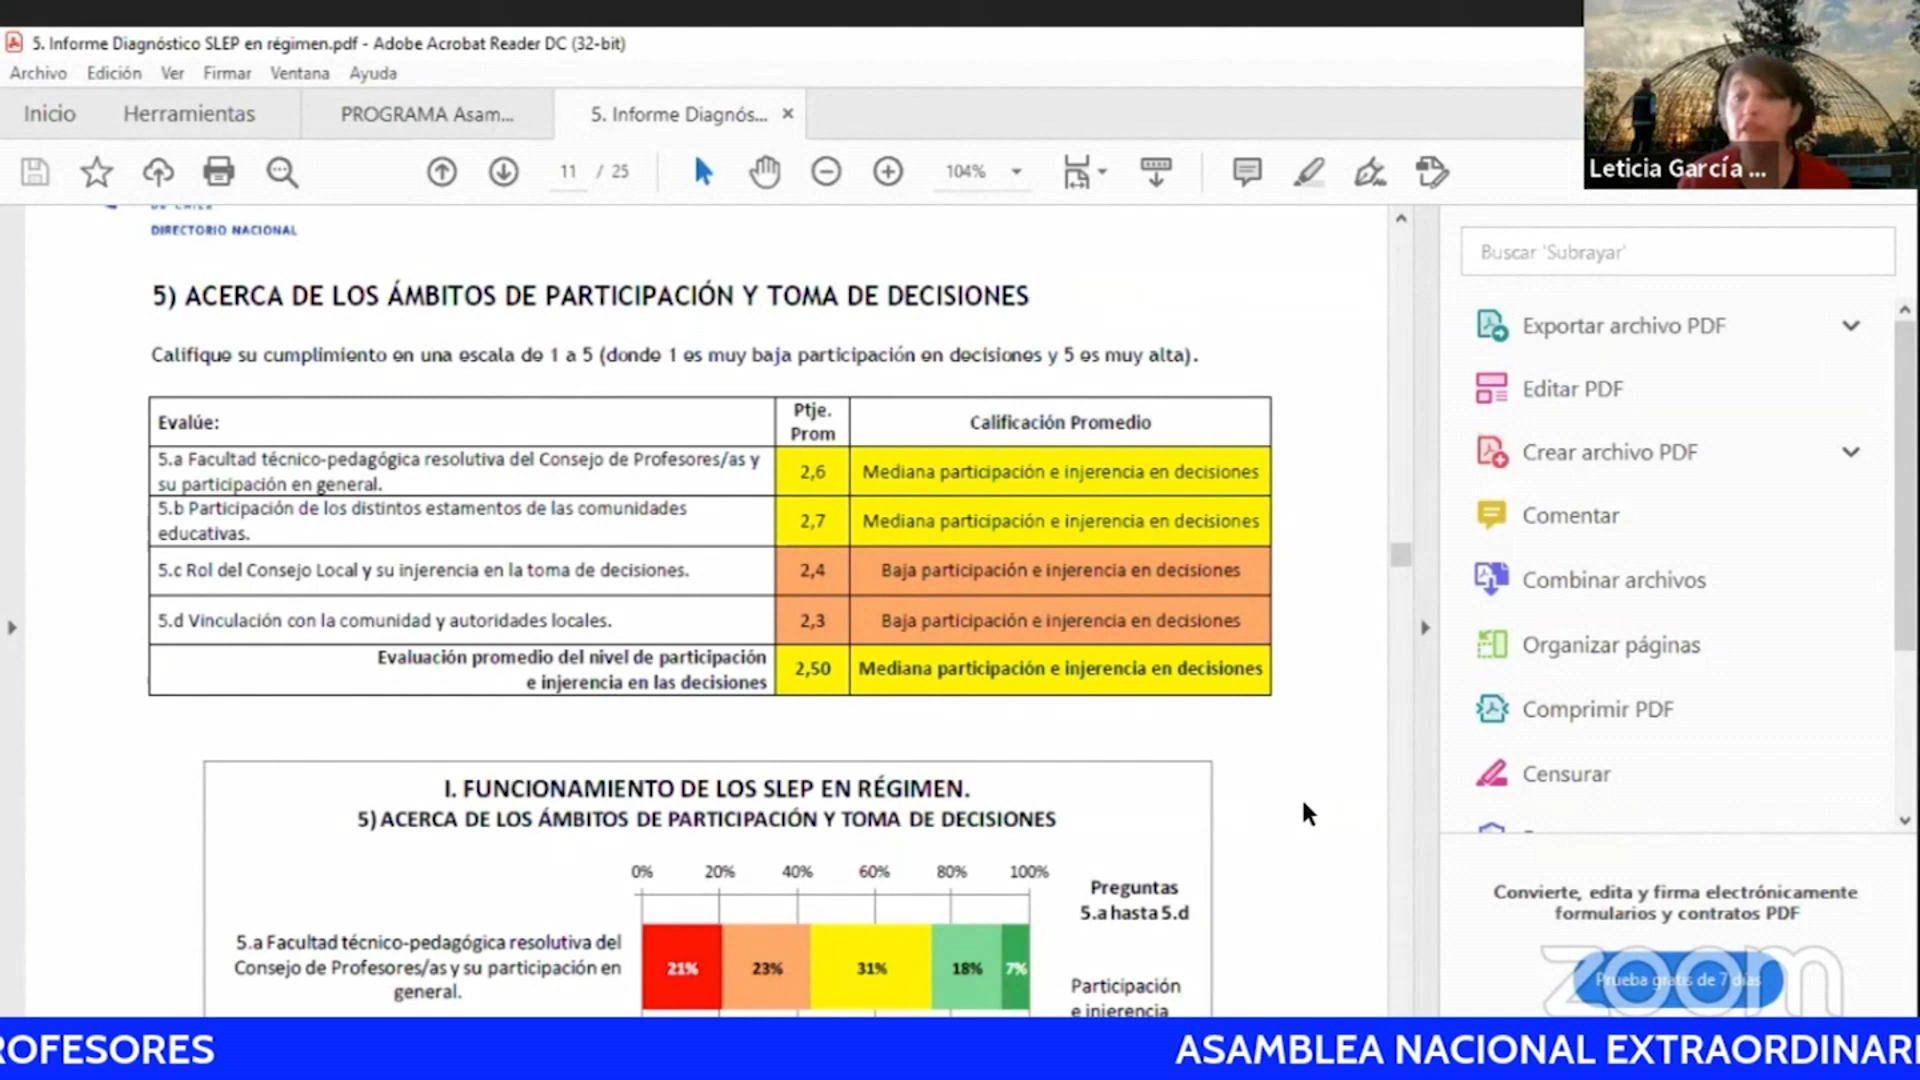 5. Informe Diagnóstico SLEP en régimen.pdf - Adobe Acrobat Reader DC (32-bit)
Archivo Edición Ver Firmar Ventana Ayuda
Inicio Herramientas PROGRAMA Asam... 5. Informe Diagnós... ×
11 / 25 104%
Leticia García ...
DE CHILE
DIRECTORIO NACIONAL
5) ACERCA DE LOS ÁMBITOS DE PARTICIPACIÓN Y TOMA DE DECISIONES
Califique su cumplimiento en una escala de 1 a 5 (donde 1 es muy baja participación en decisiones y 5 es muy alta).
Evalúe:
Ptje.
Prom
Calificación Promedio
5.a Facultad técnico-pedagógica resolutiva del Consejo de Profesores/as y
su participación en general.
2,6
Mediana participación e injerencia en decisiones
5.b Participación de los distintos estamentos de las comunidades
educativas.
2,7
Mediana participación e injerencia en decisiones
5.c Rol del Consejo Local y su injerencia en la toma de decisiones.
2,4
Baja participación e injerencia en decisiones
5.d Vinculación con la comunidad y autoridades locales.
2,3
Baja participación e injerencia en decisiones
Evaluación promedio del nivel de participación
e injerencia en las decisiones
2,50
Mediana participación e injerencia en decisiones
I. FUNCIONAMIENTO DE LOS SLEP EN RÉGIMEN.
5) ACERCA DE LOS ÁMBITOS DE PARTICIPACIÓN Y TOMA DE DECISIONES
0% 20% 40% 60% 80% 100%
Preguntas
5.a hasta 5.d
5.a Facultad técnico-pedagógica resolutiva del
Consejo de Profesores/as y su participación en
general.
21% 23% 31% 18% 7%
Participación
e injerencia
Buscar 'Subrayar'
Exportar archivo PDF
Editar PDF
Crear archivo PDF
Comentar
Combinar archivos
Organizar páginas
Comprimir PDF
Censurar
Convierte, edita y firma electrónicamente
formularios y contratos PDF
Prueba gratis de 7 días
zoom
ROFESORES
ASAMBLEA NACIONAL EXTRAORDINARI